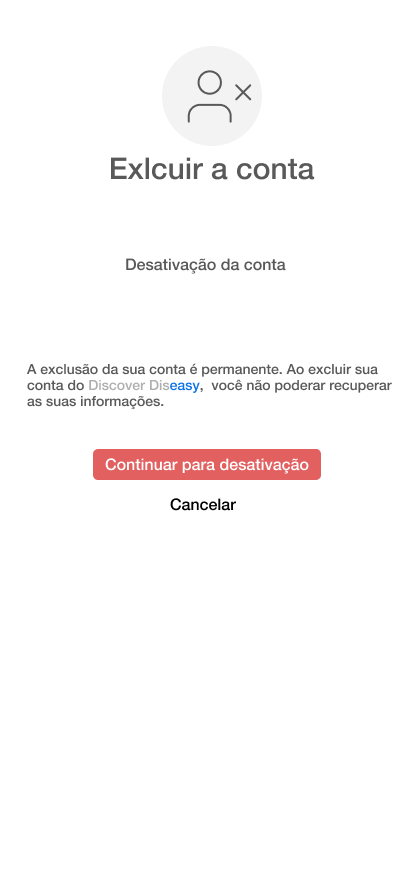 Exlcuir a conta
Desativação da conta
A exclusão da sua conta é permanente. Ao excluir sua
conta do Discover Diseasy, você não poderar recuperar
as suas informações.
Continuar para desativação
Cancelar